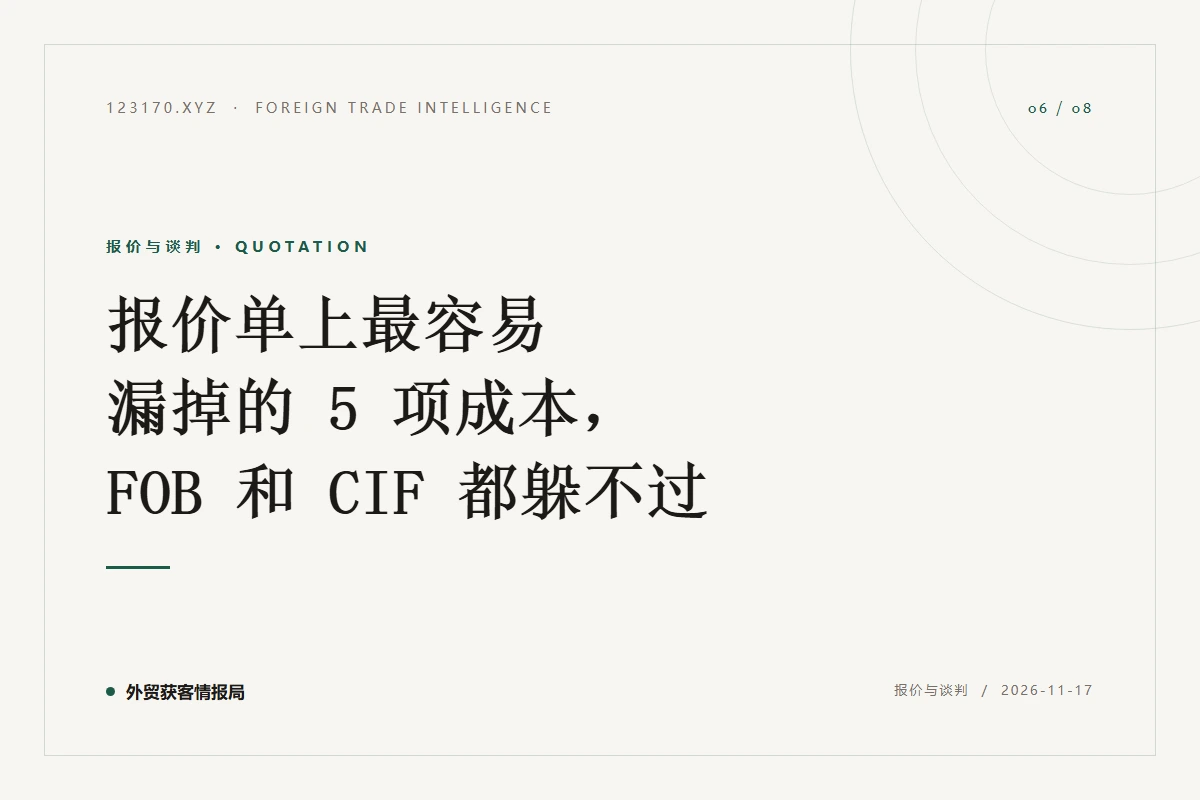 123170.XYZ · FOREIGN TRADE INTELLIGENCE
06 / 08
报价与谈判 • QUOTATION
报价单上最容易
漏掉的 5 项成本，
FOB 和 CIF 都躲不过
外贸获客情报局
报价与谈判 / 2026-11-17